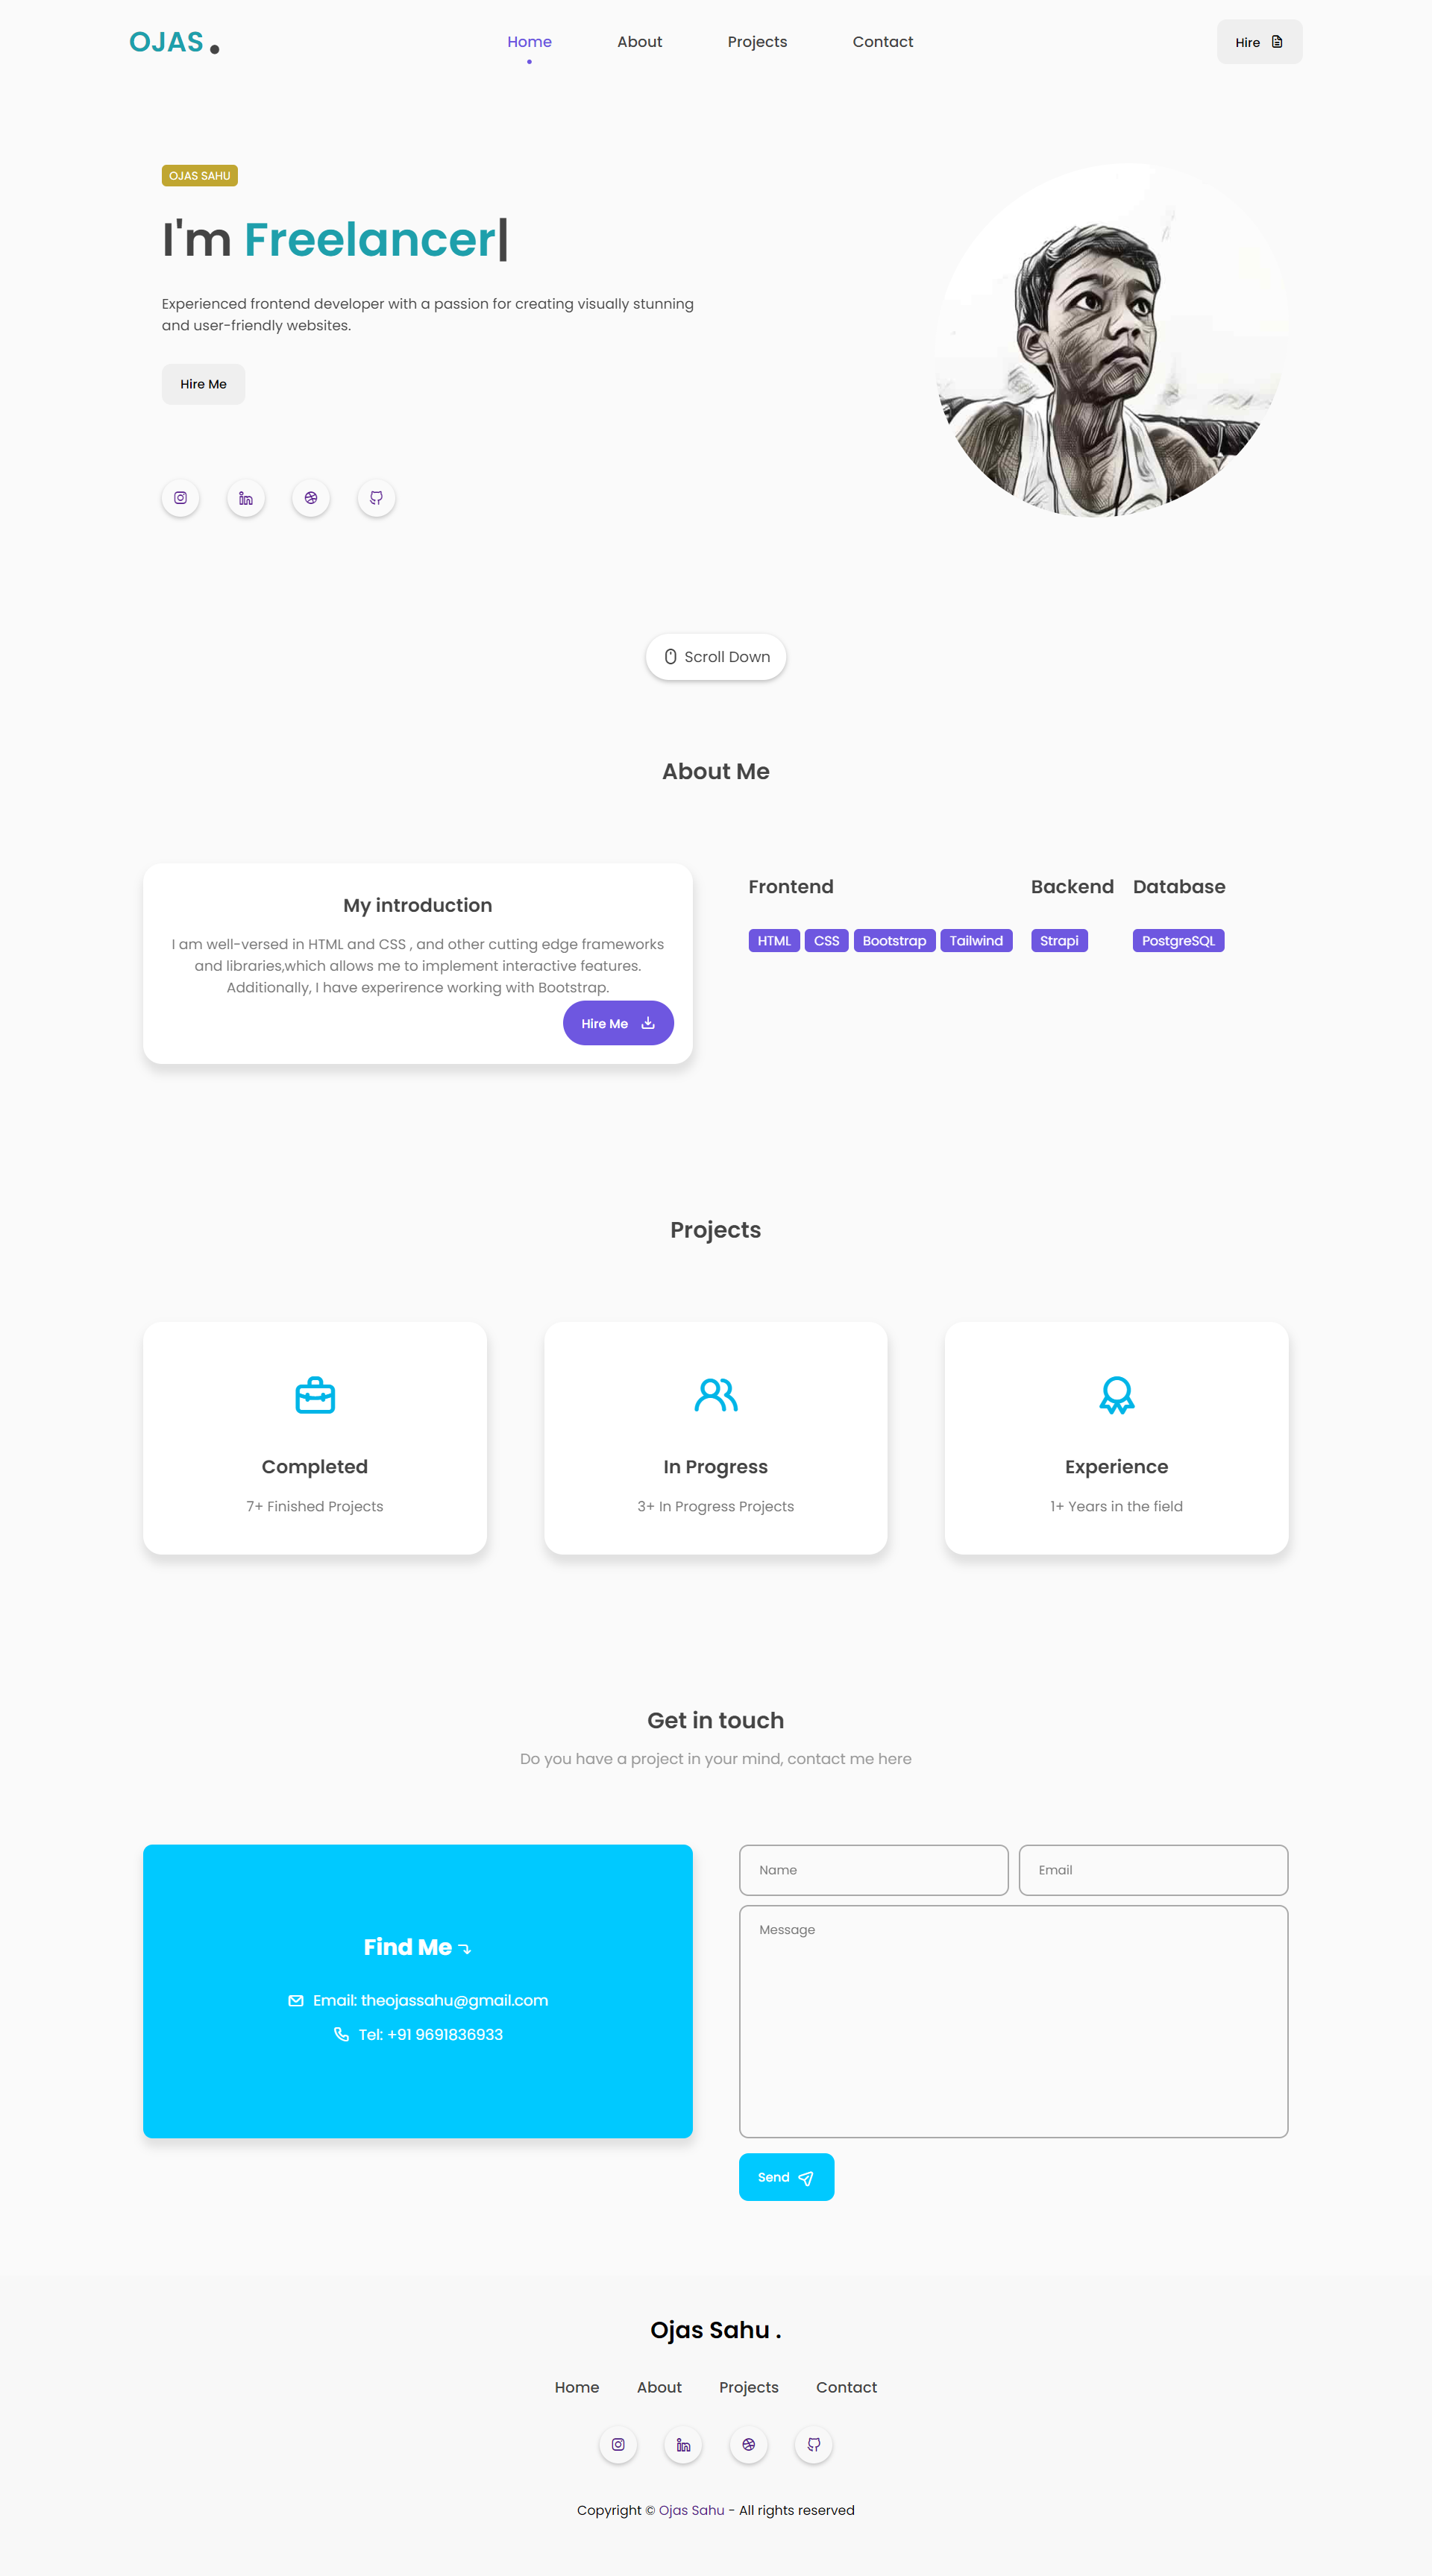 OJAS .
Home
About
Projects
Contact
Hire
OJAS SAHU
I'm Freelancer|
Experienced frontend developer with a passion for creating visually stunning
and user-friendly websites.
Hire Me
Scroll Down
About Me
My introduction
I am well-versed in HTML and CSS , and other cutting edge frameworks
and libraries,which allows me to implement interactive features.
Additionally, I have experirence working with Bootstrap.
Hire Me
Frontend
HTML CSS Bootstrap Tailwind
Backend
Strapi
Database
PostgreSQL
Projects
Completed
7+ Finished Projects
In Progress
3+ In Progress Projects
Experience
1+ Years in the field
Get in touch
Do you have a project in your mind, contact me here
Find Me
Email: theojassahu@gmail.com
Tel: +91 9691836933
Name
Email
Message
Send
Ojas Sahu .
Home
About
Projects
Contact
Copyright © Ojas Sahu - All rights reserved